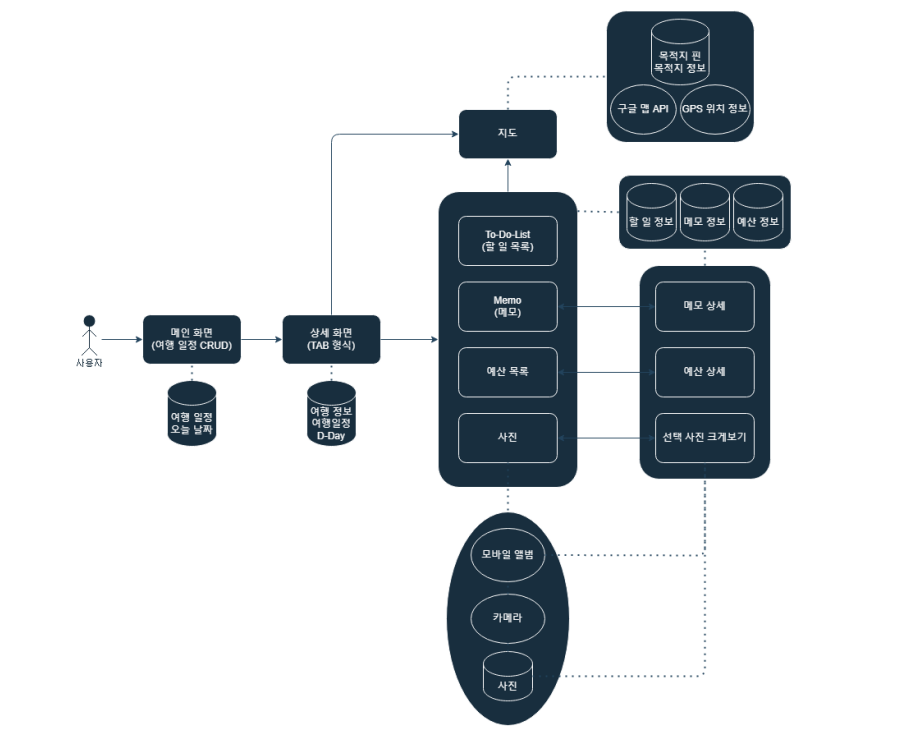 목적지 핀
목적지 정보
구글 맵 API
GPS 위치 정보
지도
할 일 정보
메모 정보
예산 정보
To-Do-List
(할 일 목록)
Memo
(메모)
메모 상세
사용자
메인 화면
(여행 일정 CRUD)
상세 화면
(TAB 형식)
예산 목록
예산 상세
여행 일정
오늘 날짜
여행 정보
여행일정
D-Day
사진
선택 사진 크게보기
모바일 앨범
카메라
사진